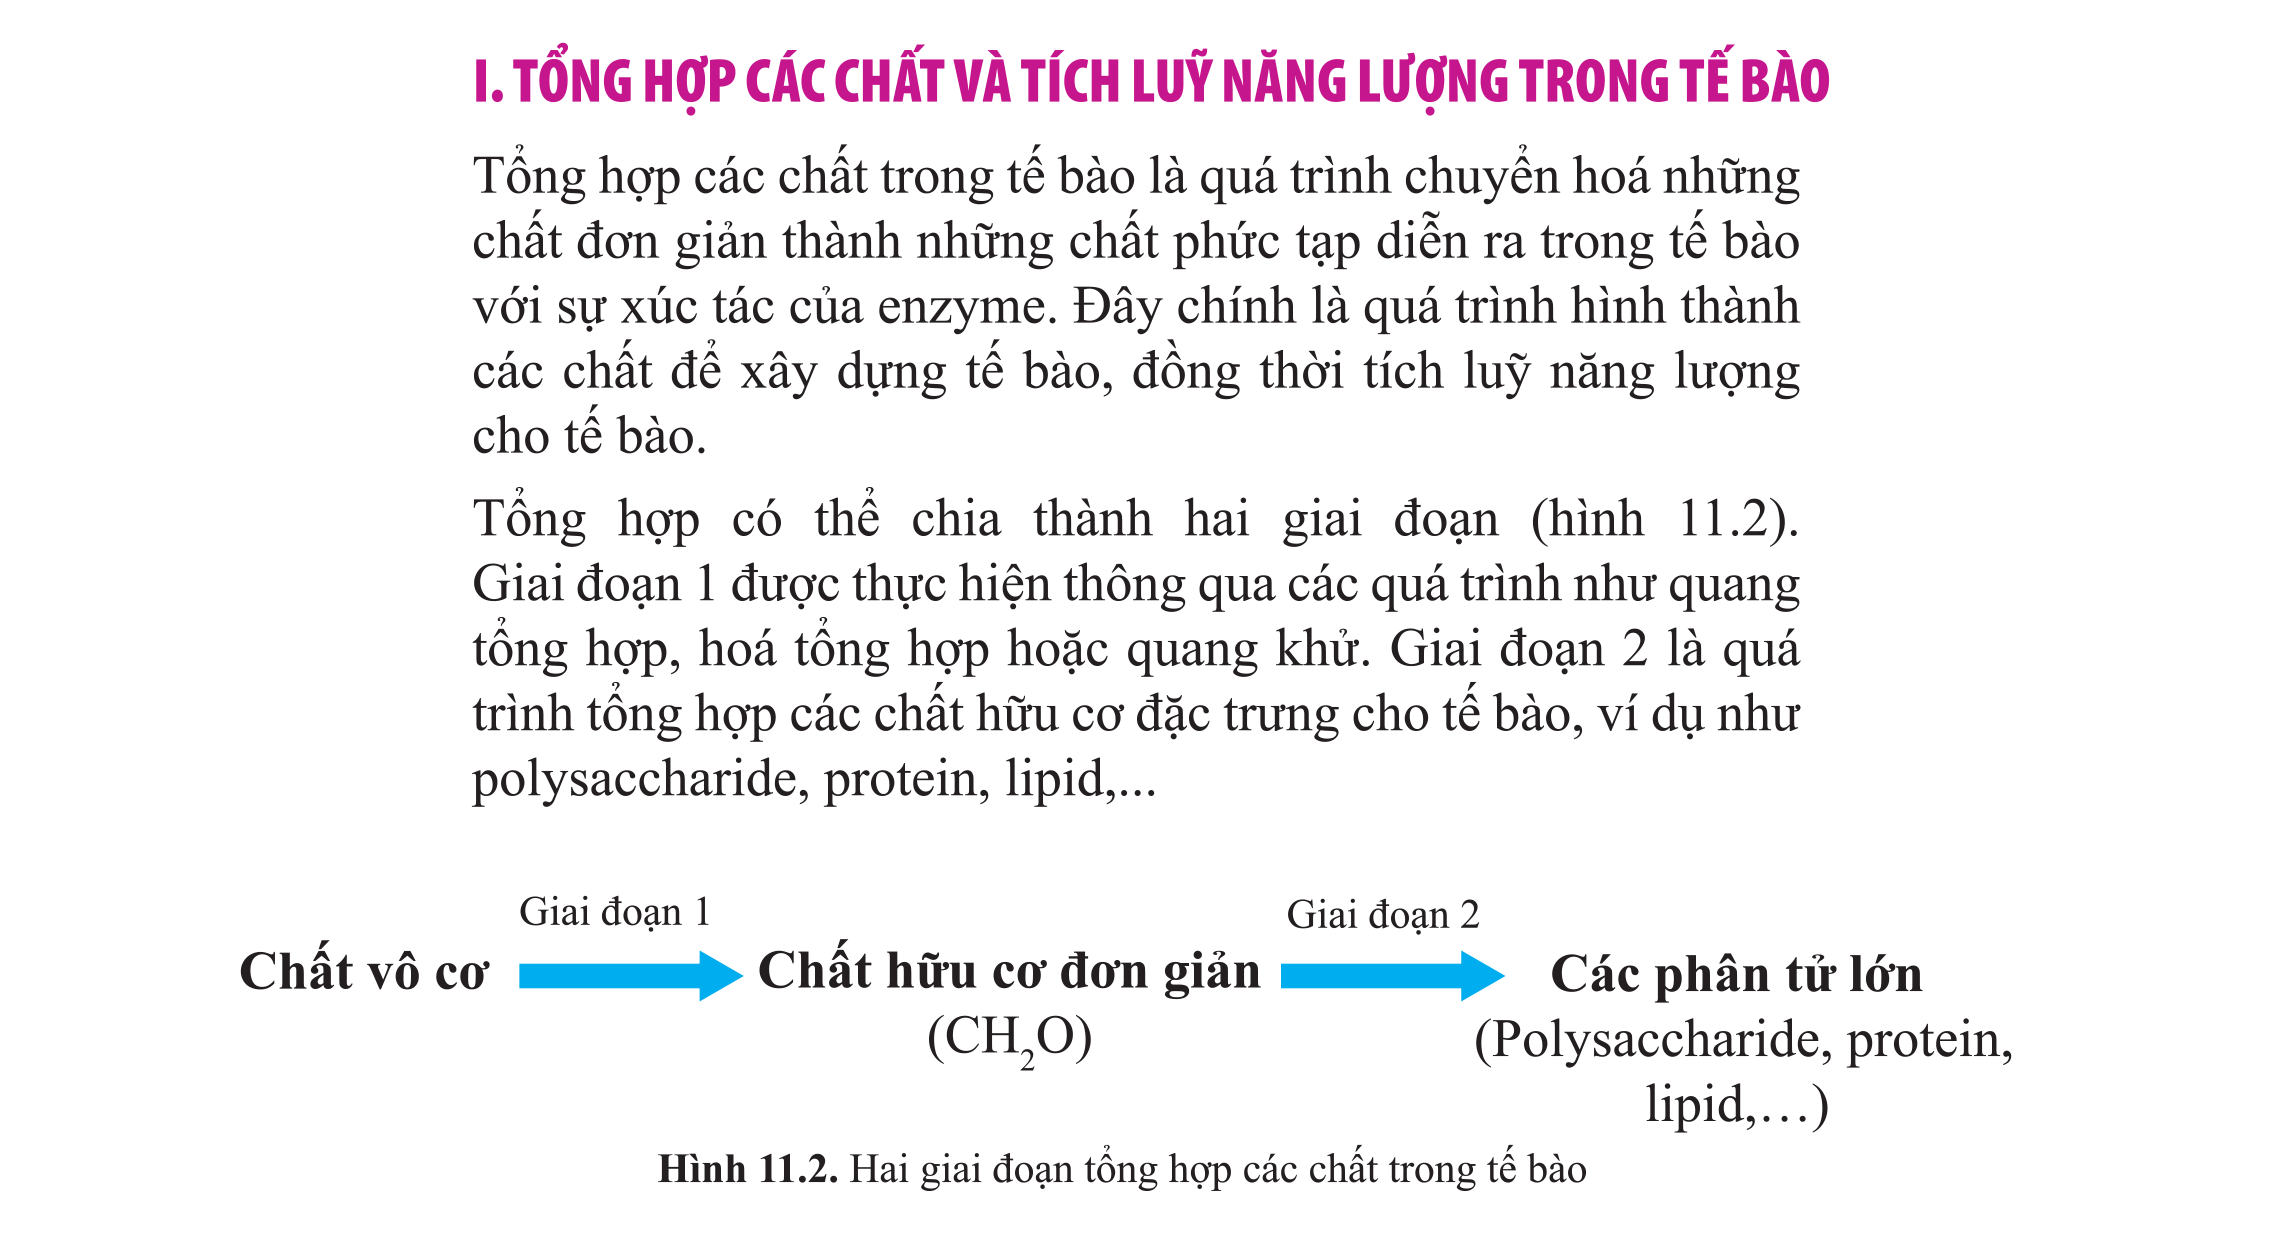 I. TỔNG HỢP CÁC CHẤT VÀ TÍCH LUỸ NĂNG LƯỢNG TRONG TẾ BÀO
Tổng hợp các chất trong tế bào là quá trình chuyển hoá những
chất đơn giản thành những chất phức tạp diễn ra trong tế bào
với sự xúc tác của enzyme. Đây chính là quá trình hình thành
các chất để xây dựng tế bào, đồng thời tích luỹ năng lượng
cho tế bào.
Tổng hợp có thể chia thành hai giai đoạn (hình 11.2).
Giai đoạn 1 được thực hiện thông qua các quá trình như quang
tổng hợp, hoá tổng hợp hoặc quang khử. Giai đoạn 2 là quá
trình tổng hợp các chất hữu cơ đặc trưng cho tế bào, ví dụ như
polysaccharide, protein, lipid,...
Giai đoạn 1
Giai đoạn 2
Chất vô cơ
Chất hữu cơ đơn giản
Các phân tử lớn
(CH₂O)
(Polysaccharide, protein,
lipid,…)
Hình 11.2. Hai giai đoạn tổng hợp các chất trong tế bào